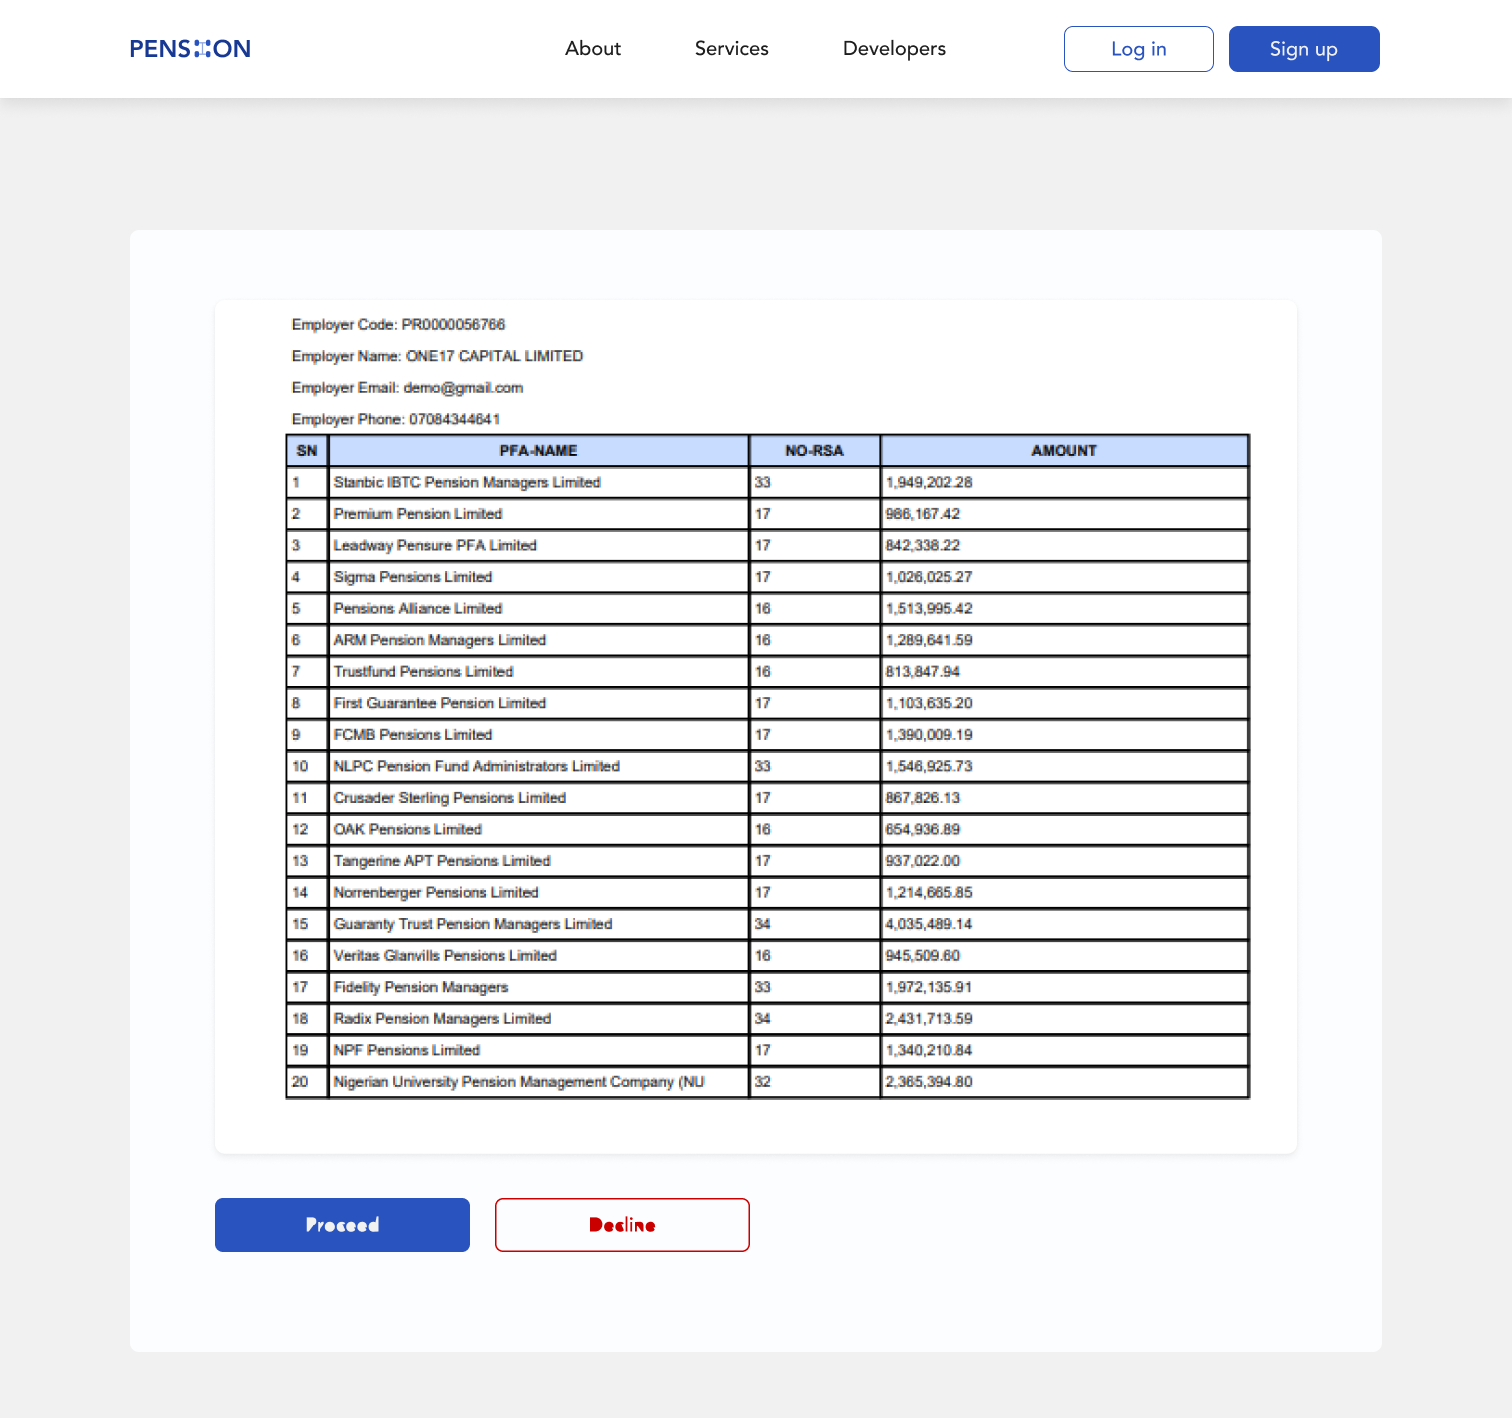 PENSION
About Services Developers Log in Sign up
Employer Code: PR0000056766
Employer Name: ONE17 CAPITAL LIMITED
Employer Email: demo@gmail.com
Employer Phone: 07084344641
SN PFA-NAME NO-RSA AMOUNT
1 Stanbic IBTC Pension Managers Limited 33 1,949,202.28
2 Premium Pension Limited 17 986,167.42
3 Leadway Pensure PFA Limited 17 842,338.22
4 Sigma Pensions Limited 17 1,026,025.27
5 Pensions Alliance Limited 16 1,513,995.42
6 ARM Pension Managers Limited 16 1,289,641.59
7 Trustfund Pensions Limited 16 813,847.94
8 First Guarantee Pension Limited 17 1,103,635.20
9 FCMB Pensions Limited 17 1,390,009.19
10 NLPC Pension Fund Administrators Limited 33 1,546,925.73
11 Crusader Sterling Pensions Limited 17 867,826.13
12 OAK Pensions Limited 16 654,936.89
13 Tangerine APT Pensions Limited 17 937,022.00
14 Norrenberger Pensions Limited 17 1,214,665.85
15 Guaranty Trust Pension Managers Limited 34 4,035,489.14
16 Veritas Glanvills Pensions Limited 16 945,509.60
17 Fidelity Pension Managers 33 1,972,135.91
18 Radix Pension Managers Limited 34 2,431,713.59
19 NPF Pensions Limited 17 1,340,210.84
20 Nigerian University Pension Management Company (NU 32 2,365,394.80
Proceed Decline